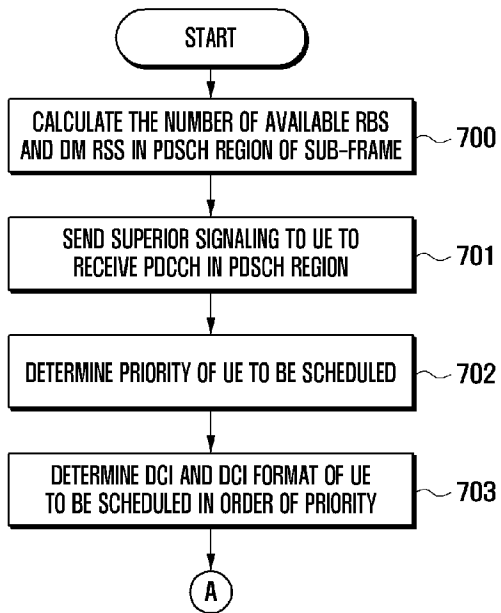 START
CALCULATE THE NUMBER OF AVAILABLE RBS
AND DM RSS IN PDSCH REGION OF SUB-FRAME
700
SEND SUPERIOR SIGNALING TO UE TO
RECEIVE PDCCH IN PDSCH REGION
701
DETERMINE PRIORITY OF UE TO BE SCHEDULED
702
DETERMINE DCI AND DCI FORMAT OF UE
TO BE SCHEDULED IN ORDER OF PRIORITY
703
A